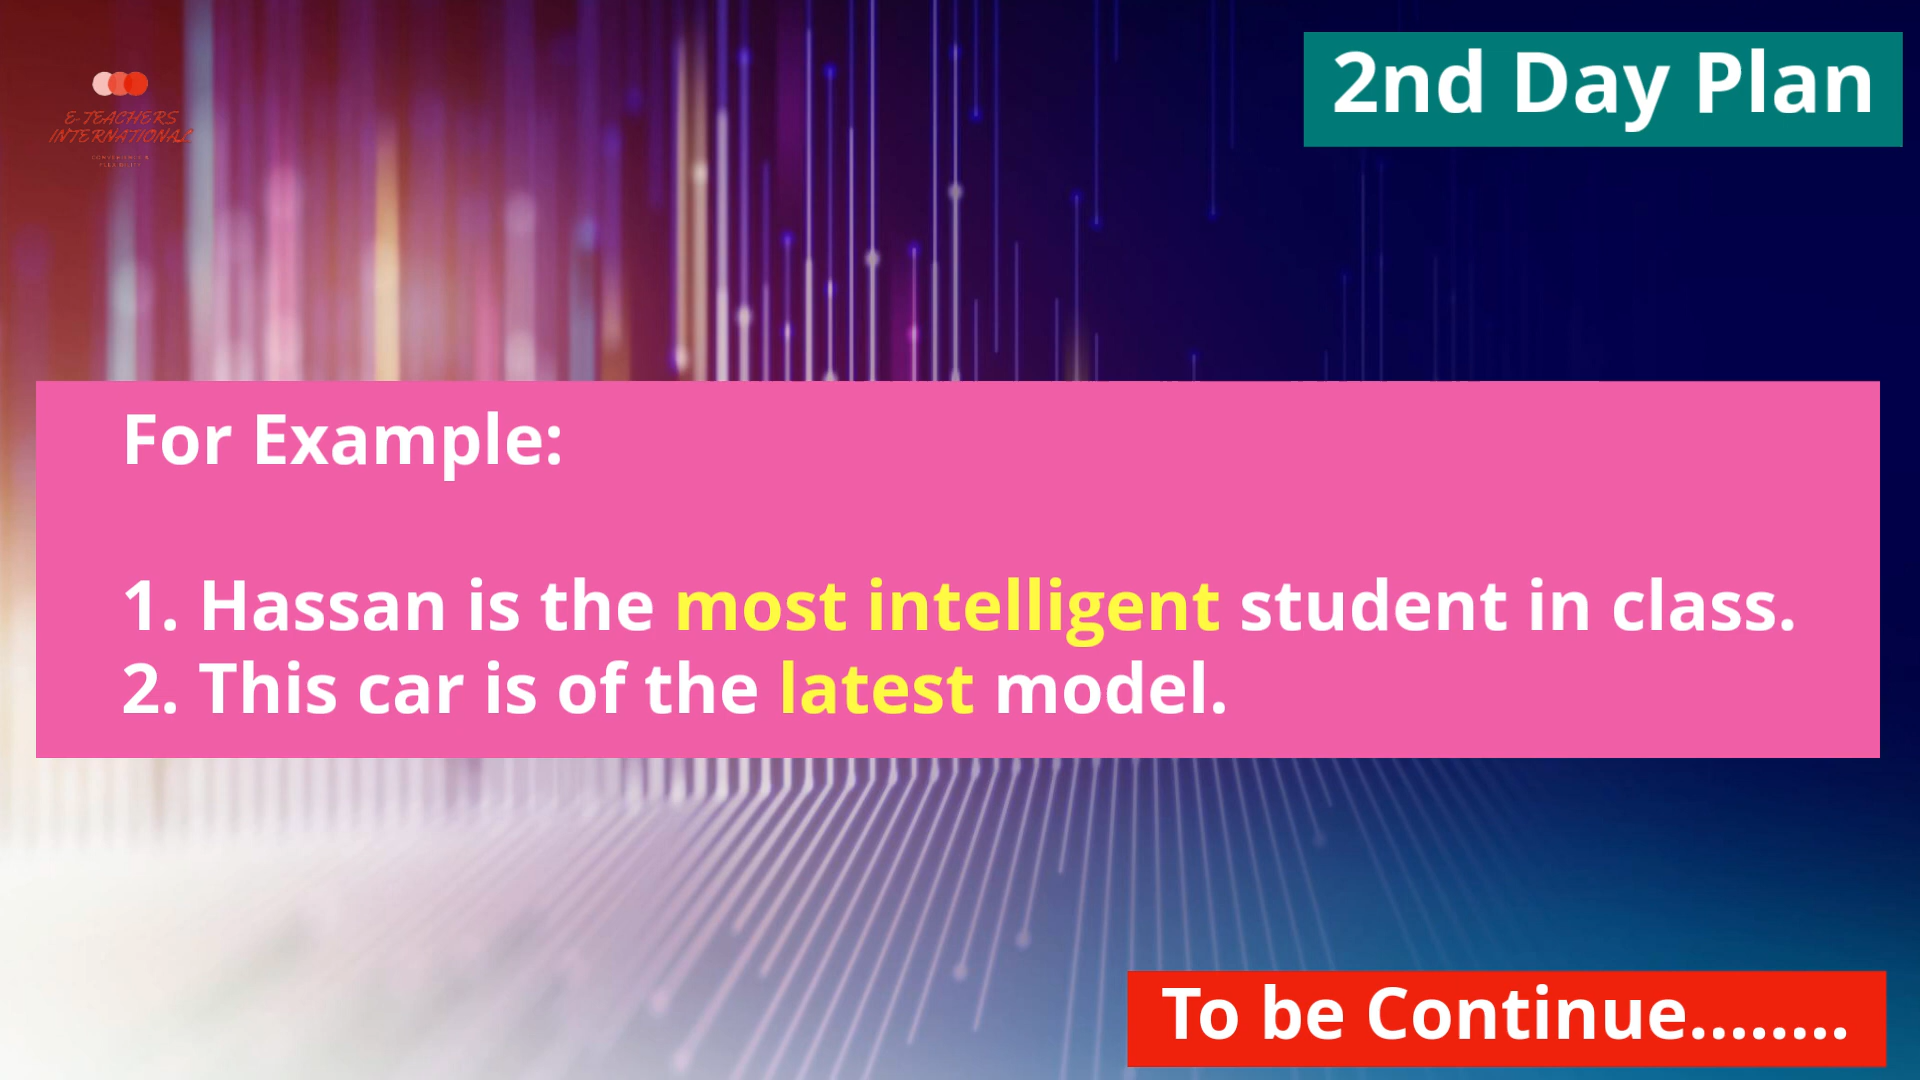 2nd Day Plan
E-TEACHERS
INTERNATIONAL
For Example:
1. Hassan is the most intelligent student in class.
2. This car is of the latest model.
To be Continue........